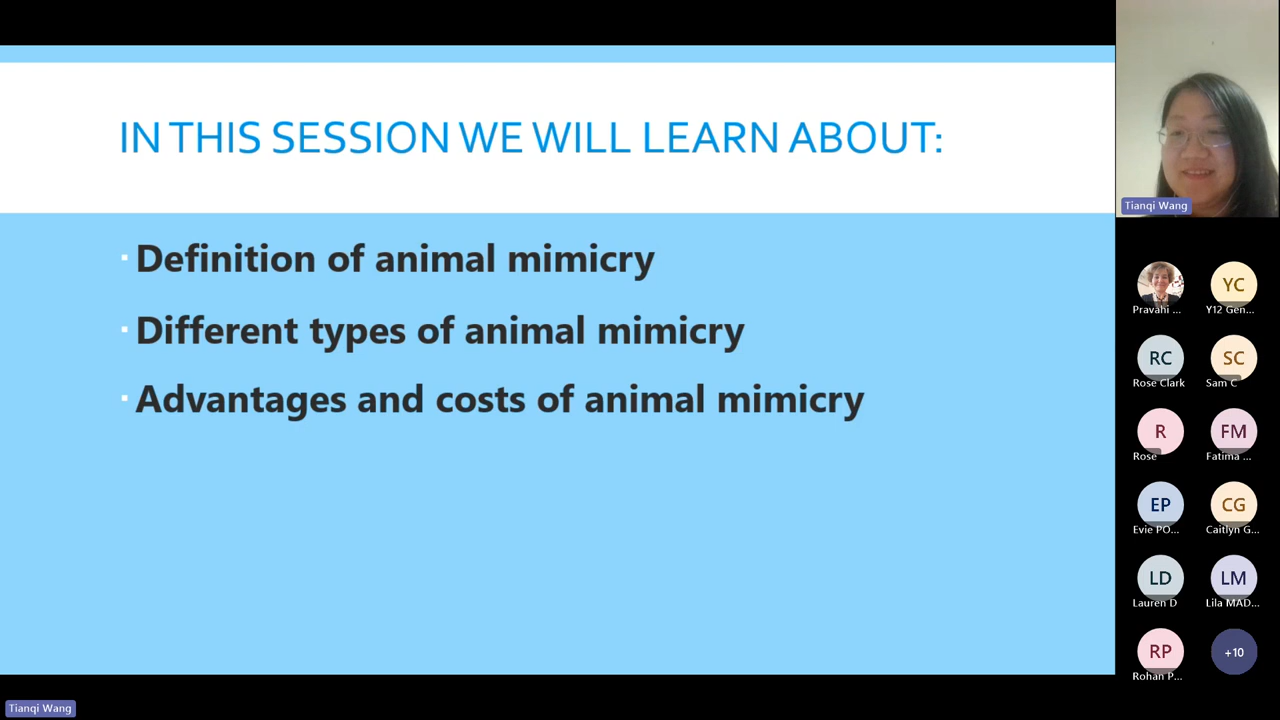 IN THIS SESSION WE WILL LEARN ABOUT:
Definition of animal mimicry
Different types of animal mimicry
Advantages and costs of animal mimicry
Tianqi Wang
Pravahi ...
YC
Y12 Gen...
RC
Rose Clark
SC
Sam C
R
Rose
FM
Fatima ...
EP
Evie PO...
CG
Caitlyn G...
LD
Lauren D
LM
Lila MAD...
RP
Rohan P...
+10
Tianqi Wang